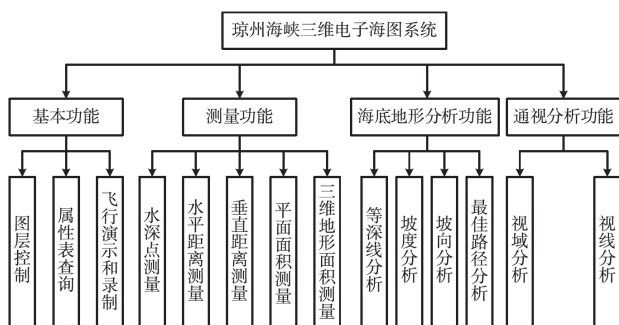 琼州海峡三维电子海图系统
基本功能
测量功能
海底地形分析功能
通视分析功能
图层控制
属性表查询
飞行演示和录制
水深点测量
水平距离测量
垂直距离测量
平面面积测量
三维地形面积测量
等深线分析
坡度分析
坡向分析
最佳路径分析
视域分析
视线分析